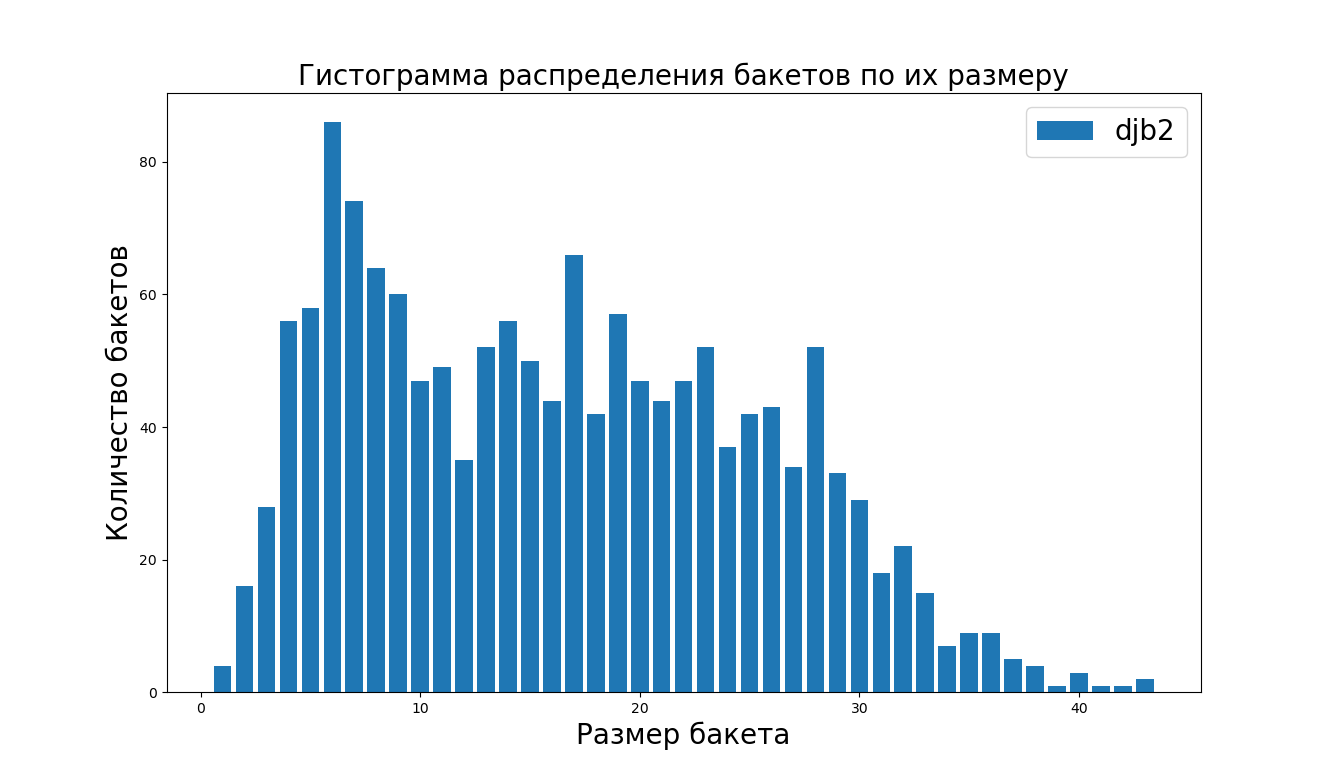 Гистограмма распределения бакетов по их размеру
djb2
Количество бакетов
80
60
40
20
0
0 10 20 30 40
Размер бакета